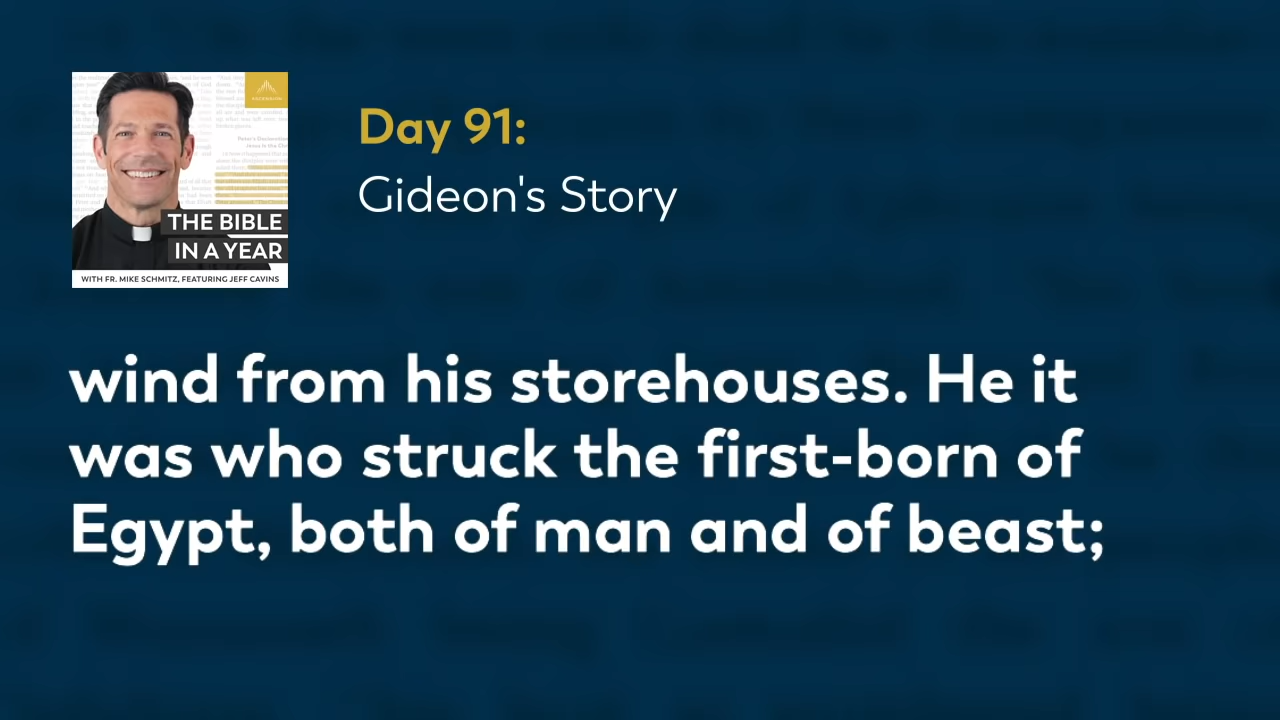 Day 91:
Gideon's Story
ASCENSION
THE BIBLE
IN A YEAR
WITH FR. MIKE SCHMITZ, FEATURING JEFF CAVINS
wind from his storehouses. He it
was who struck the first-born of
Egypt, both of man and of beast;